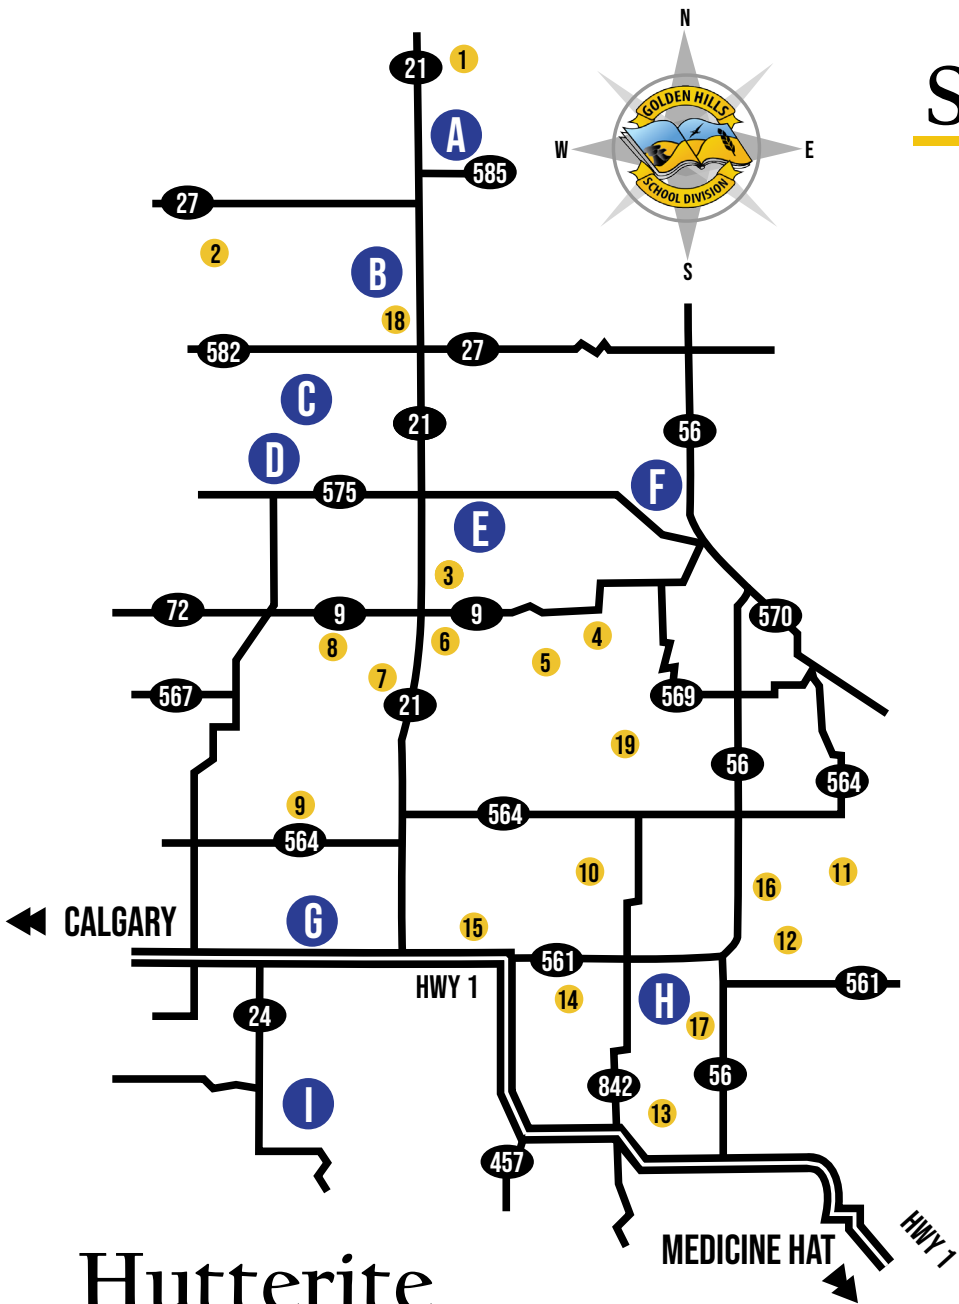 N
21
1
GOLDEN HILLS
S
A
W
E
585
SCHOOL DIVISION
27
2
B
S
18
582
27
C
21
56
D
575
F
E
3
72
9
9
570
6
4
8
5
7
567
21
569
19
56
564
9
564
564
10
11
16
CALGARY
G
15
12
561
HWY 1
561
14
H
24
17
842
56
I
13
457
HWY 1
MEDICINE HAT
Hutterite